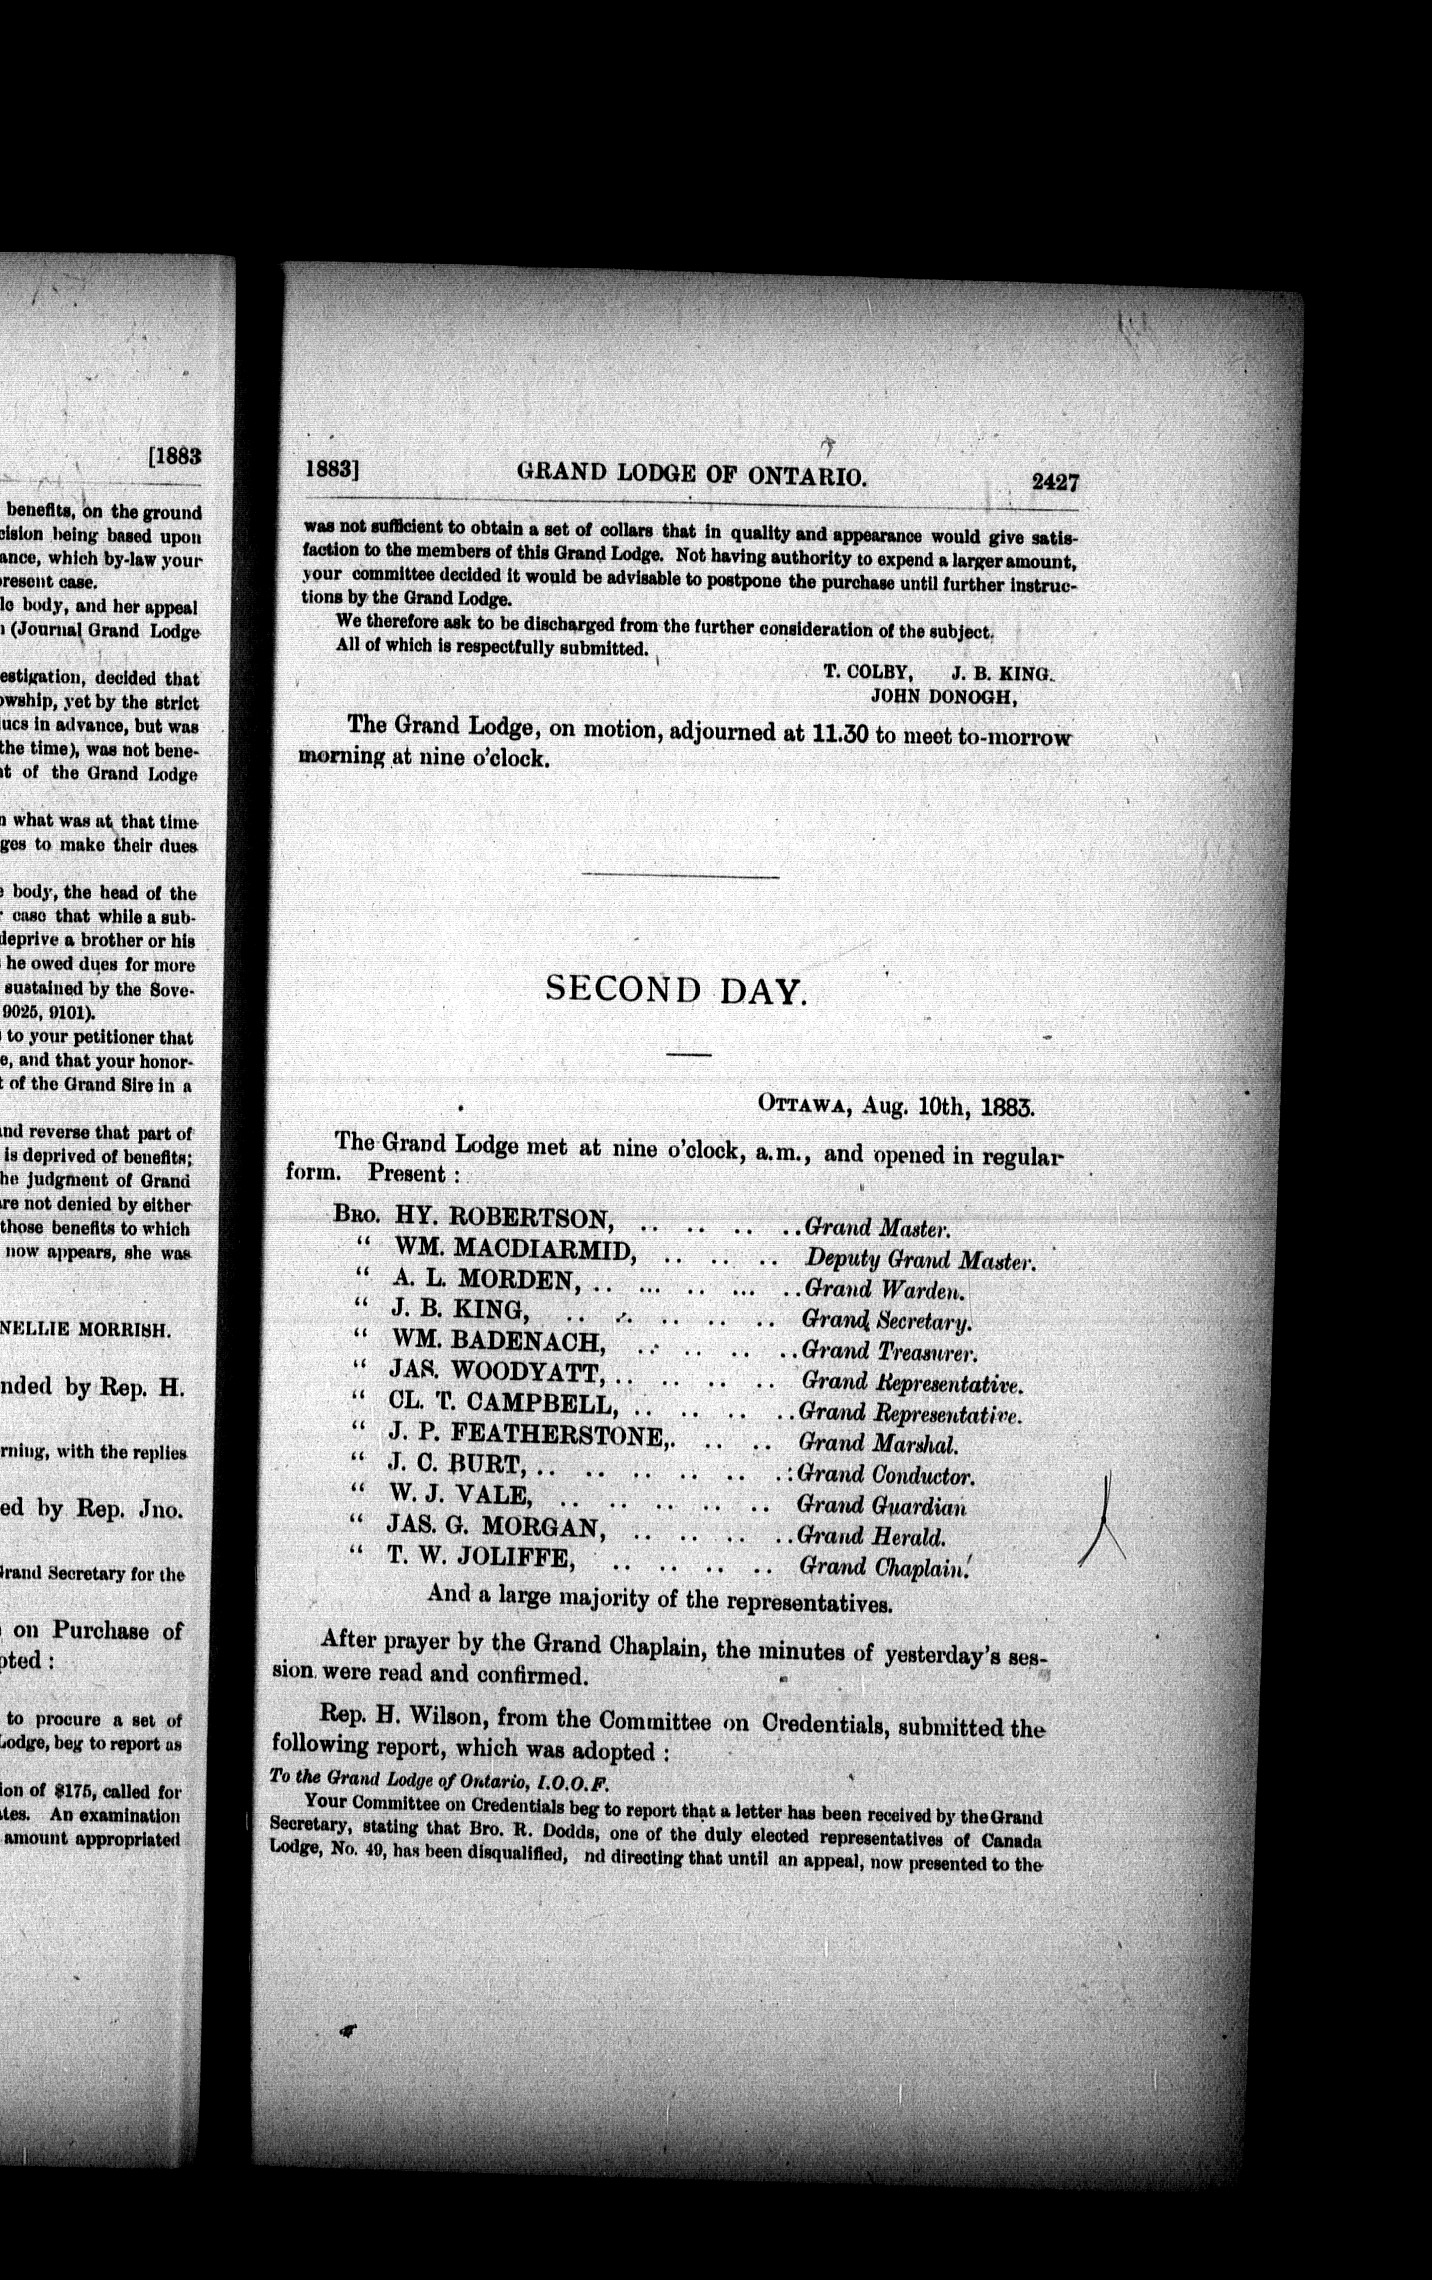 [1883
benefits, on the ground
cision being based upon
ance, which by-law your
present case.
le body, and her appeal
(Journal Grand Lodge
estigation, decided that
owship, yet by the strict
dues in advance, but was
the time), was not bene-
nt of the Grand Lodge
what was at that time
ges to make their dues
body, the head of the
case that while a sub-
deprive a brother or his
he owed dues for more
sustained by the Sove-
9025, 9101).
to your petitioner that
e, and that your honor-
t of the Grand Sire in a
and reverse that part of
is deprived of benefits;
he judgment of Grand
are not denied by either
those benefits to which
now appears, she was
NELLIE MORRISH.
nded by Rep. H.
rning, with the replies
ed by Rep. Jno.
Grand Secretary for the
on Purchase of
pted :
to procure a set of
Lodge, beg to report as
ion of $175, called for
ates. An examination
amount appropriated
1883] GRAND LODGE OF ONTARIO. 2427
was not sufficient to obtain a set of collars that in quality and appearance would give satis-
faction to the members of this Grand Lodge. Not having authority to expend a larger amount,
your committee decided it would be advisable to postpone the purchase until further instruc-
tions by the Grand Lodge.
We therefore ask to be discharged from the further consideration of the subject.
All of which is respectfully submitted.
T. COLBY, J. B. KING.
JOHN DONOGH,
The Grand Lodge, on motion, adjourned at 11.30 to meet to-morrow
morning at nine o'clock.
SECOND DAY.
OTTAWA, Aug. 10th, 1883.
The Grand Lodge met at nine o'clock, a.m., and opened in regular
form. Present :
BRO. HY. ROBERTSON, .. .. .. ..Grand Master.
" WM. MACDIARMID, .. .. .. Deputy Grand Master.
" A. L. MORDEN, .. ... .. ... ..Grand Warden.
" J. B. KING, .. .. .. .. .. Grand Secretary.
" WM. BADENACH, .. .. .. ..Grand Treasurer.
" JAS. WOODYATT, .. .. .. .. Grand Representative.
" CL. T. CAMPBELL, .. .. .. ..Grand Representative.
" J. P. FEATHERSTONE,. .. .. Grand Marshal.
" J. C. BURT, .. .. .. .. .. .:Grand Conductor.
" W. J. VALE, .. .. .. .. .. Grand Guardian
" JAS. G. MORGAN, .. .. .. ..Grand Herald.
" T. W. JOLIFFE, .. .. .. .. Grand Chaplain.
And a large majority of the representatives.
After prayer by the Grand Chaplain, the minutes of yesterday's ses-
sion were read and confirmed.
Rep. H. Wilson, from the Committee on Credentials, submitted the
following report, which was adopted :
To the Grand Lodge of Ontario, I.O.O.F.
Your Committee on Credentials beg to report that a letter has been received by the Grand
Secretary, stating that Bro. R. Dodds, one of the duly elected representatives of Canada
Lodge, No. 49, has been disqualified, nd directing that until an appeal, now presented to the